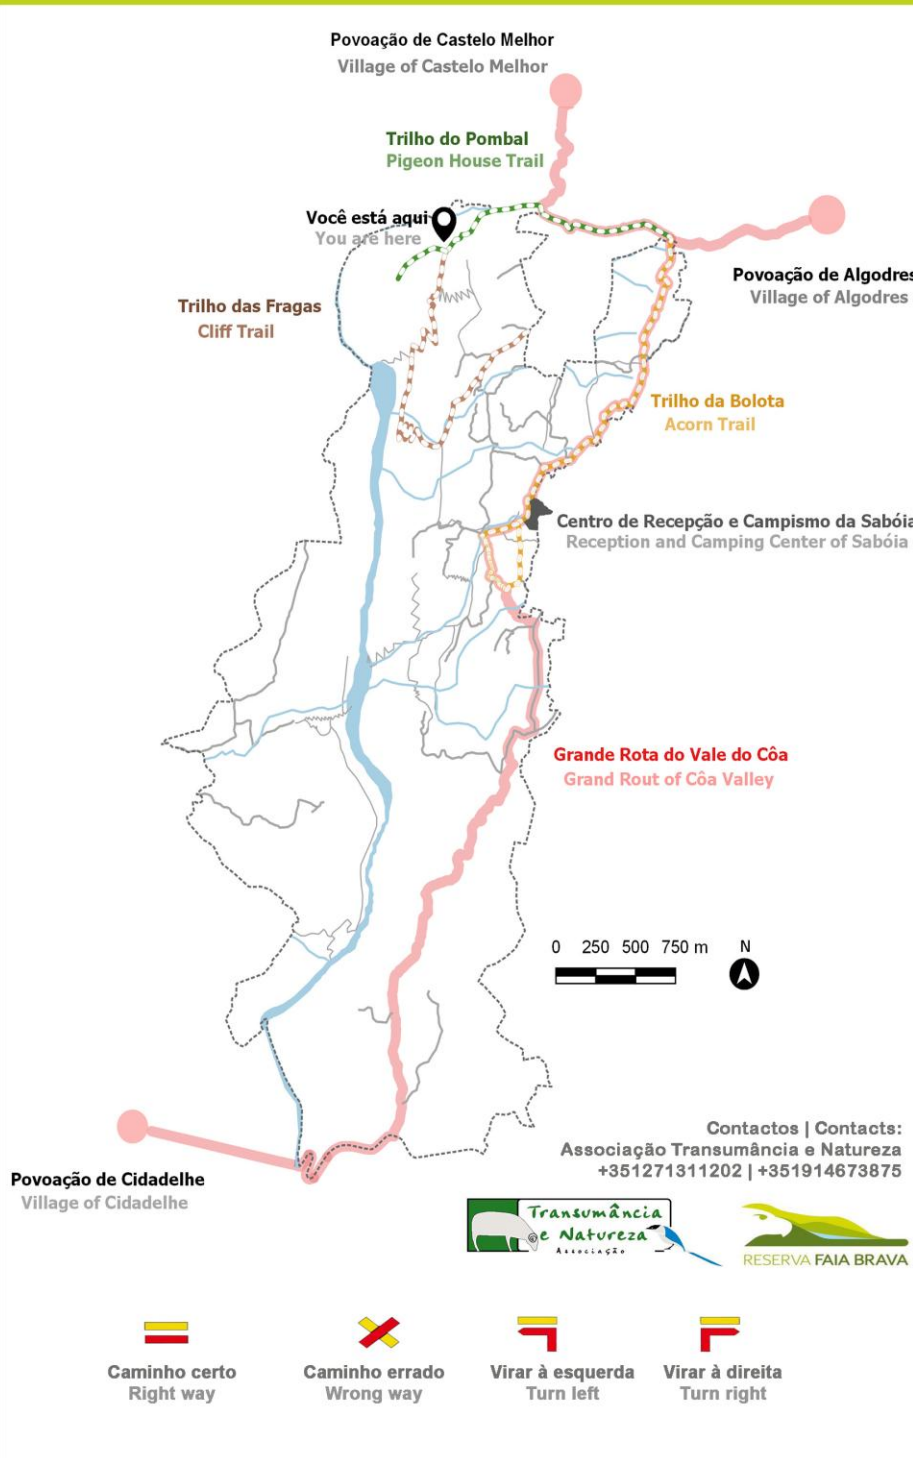 Povoação de Castelo Melhor
Village of Castelo Melhor
Trilho do Pombal
Pigeon House Trail
Você está aqui
You are here
Povoação de Algodres
Village of Algodres
Trilho das Fragas
Cliff Trail
Trilho da Bolota
Acorn Trail
Centro de Recepção e Campismo da Sabóia
Reception and Camping Center of Sabóia
Grande Rota do Vale do Côa
Grand Rout of Côa Valley
0 250 500 750 m N
Contactos | Contacts:
Associação Transumância e Natureza
+351271311202 | +351914673875
Povoação de Cidadelhe
Village of Cidadelhe
Transumância
e Natureza
Associação
RESERVA FAIA BRAVA
Caminho certo
Right way
Caminho errado
Wrong way
Virar à esquerda
Turn left
Virar à direita
Turn right